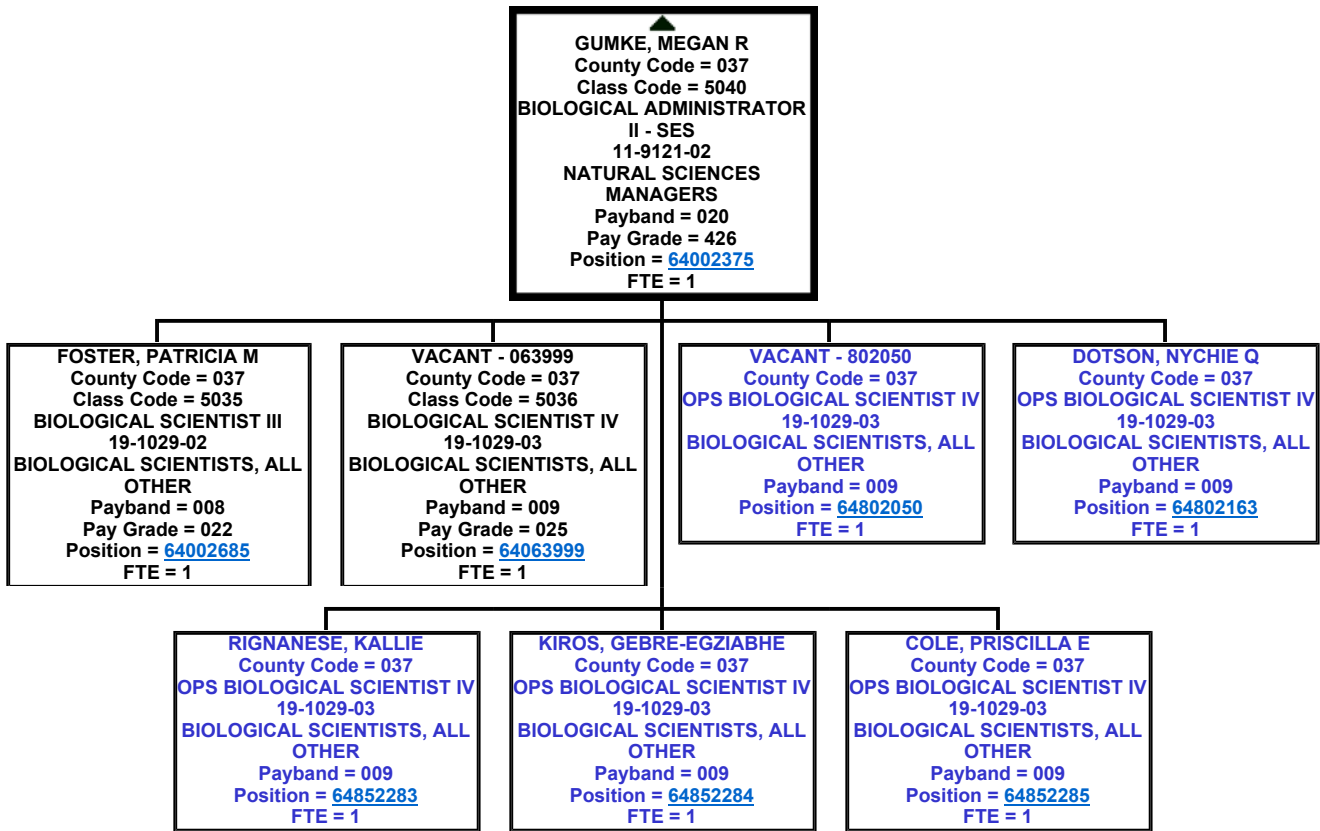 GUMKE, MEGAN R
County Code = 037
Class Code = 5040
BIOLOGICAL ADMINISTRATOR
II - SES
11-9121-02
NATURAL SCIENCES
MANAGERS
Payband = 020
Pay Grade = 426
Position = 64002375
FTE = 1
FOSTER, PATRICIA M
County Code = 037
Class Code = 5035
BIOLOGICAL SCIENTIST III
19-1029-02
BIOLOGICAL SCIENTISTS, ALL
OTHER
Payband = 008
Pay Grade = 022
Position = 64002685
FTE = 1
VACANT - 063999
County Code = 037
Class Code = 5036
BIOLOGICAL SCIENTIST IV
19-1029-03
BIOLOGICAL SCIENTISTS, ALL
OTHER
Payband = 009
Pay Grade = 025
Position = 64063999
FTE = 1
VACANT - 802050
County Code = 037
OPS BIOLOGICAL SCIENTIST IV
19-1029-03
BIOLOGICAL SCIENTISTS, ALL
OTHER
Payband = 009
Position = 64802050
FTE = 1
DOTSON, NYCHIE Q
County Code = 037
OPS BIOLOGICAL SCIENTIST IV
19-1029-03
BIOLOGICAL SCIENTISTS, ALL
OTHER
Payband = 009
Position = 64802163
FTE = 1
RIGNANESE, KALLIE
County Code = 037
OPS BIOLOGICAL SCIENTIST IV
19-1029-03
BIOLOGICAL SCIENTISTS, ALL
OTHER
Payband = 009
Position = 64852283
FTE = 1
KIROS, GEBRE-EGZIABHE
County Code = 037
OPS BIOLOGICAL SCIENTIST IV
19-1029-03
BIOLOGICAL SCIENTISTS, ALL
OTHER
Payband = 009
Position = 64852284
FTE = 1
COLE, PRISCILLA E
County Code = 037
OPS BIOLOGICAL SCIENTIST IV
19-1029-03
BIOLOGICAL SCIENTISTS, ALL
OTHER
Payband = 009
Position = 64852285
FTE = 1